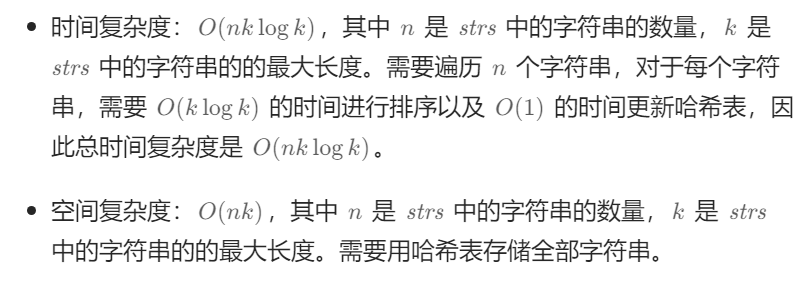 • 时间复杂度：O(nk log k)，其中 n 是 strs 中的字符串的数量，k 是
strs 中的字符串的的最大长度。需要遍历 n 个字符串，对于每个字符
串，需要 O(k log k) 的时间进行排序以及 O(1) 的时间更新哈希表，因
此总时间复杂度是 O(nk log k)。
• 空间复杂度：O(nk)，其中 n 是 strs 中的字符串的数量，k 是 strs
中的字符串的的最大长度。需要用哈希表存储全部字符串。